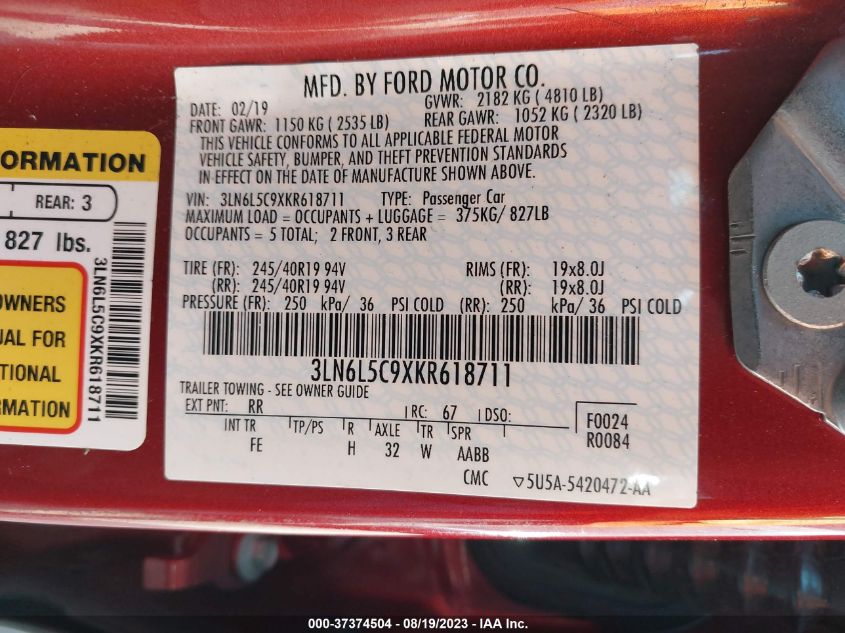 MFD. BY FORD MOTOR CO.
DATE: 02/19 GVWR: 2182 KG ( 4810 LB)
FRONT GAWR: 1150 KG ( 2535 LB) REAR GAWR: 1052 KG ( 2320 LB)
THIS VEHICLE CONFORMS TO ALL APPLICABLE FEDERAL MOTOR
VEHICLE SAFETY, BUMPER, AND THEFT PREVENTION STANDARDS
IN EFFECT ON THE DATE OF MANUFACTURE SHOWN ABOVE.
VIN: 3LN6L5C9XKR618711 TYPE: Passenger Car
MAXIMUM LOAD = OCCUPANTS + LUGGAGE = 375KG/ 827LB
OCCUPANTS = 5 TOTAL; 2 FRONT, 3 REAR
TIRE (FR): 245/40R19 94V RIMS (FR): 19x8.0J
(RR): 245/40R19 94V (RR): 19x8.0J
PRESSURE (FR): 250 kPa/ 36 PSI COLD (RR): 250 kPa/ 36 PSI COLD
3LN6L5C9XKR618711
TRAILER TOWING - SEE OWNER GUIDE
EXT PNT: RR RC: 67 DSO:
F0024
R0084
INT TR TP/PS R AXLE TR SPR
FE H 32 W AABB
CMC ▽5U5A-5420472-AA
ORMATION
REAR: 3
827 lbs.
OWNERS
UAL FOR
TIONAL
RMATION
3LN6L5C9XKR618711
000-37374504 - 08/19/2023 - IAA Inc.